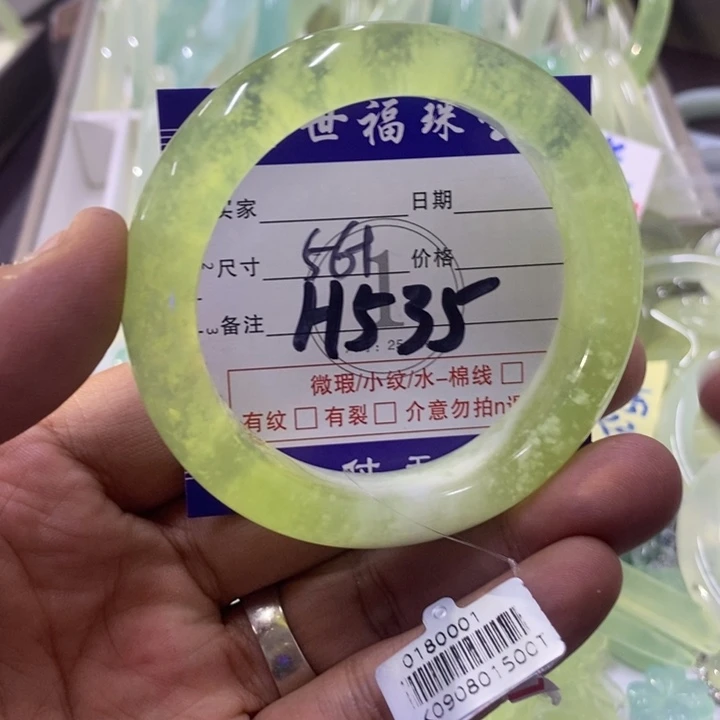 世福珠
买家 日期
尺寸 561 价格
备注 H535
微瑕/小纹/水-棉线 □
有纹 □ 有裂 □ 介意勿拍n
0180001
K090801500T